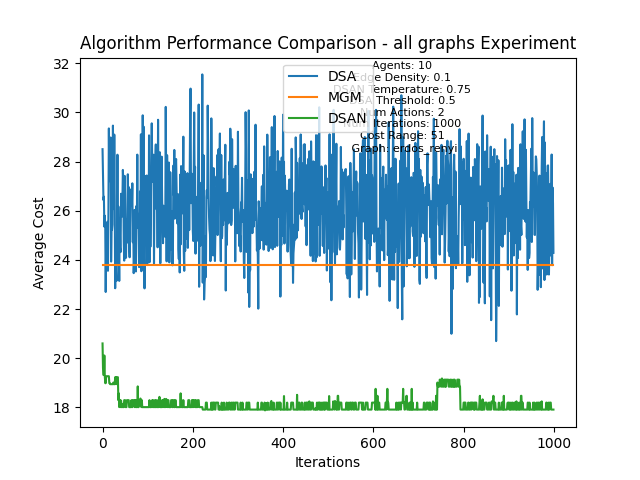 Algorithm Performance Comparison - all graphs Experiment
Average Cost
32
30
28
26
24
22
20
18
0
200
400
600
800
1000
Iterations
DSA
MGM
DSAN
Agents: 10
Edge Density: 0.1
DSAN Temperature: 0.75
Threshold: 0.5
Num Actions: 2
Iterations: 1000
Cost Range: 51
Graph: erdos_renyi